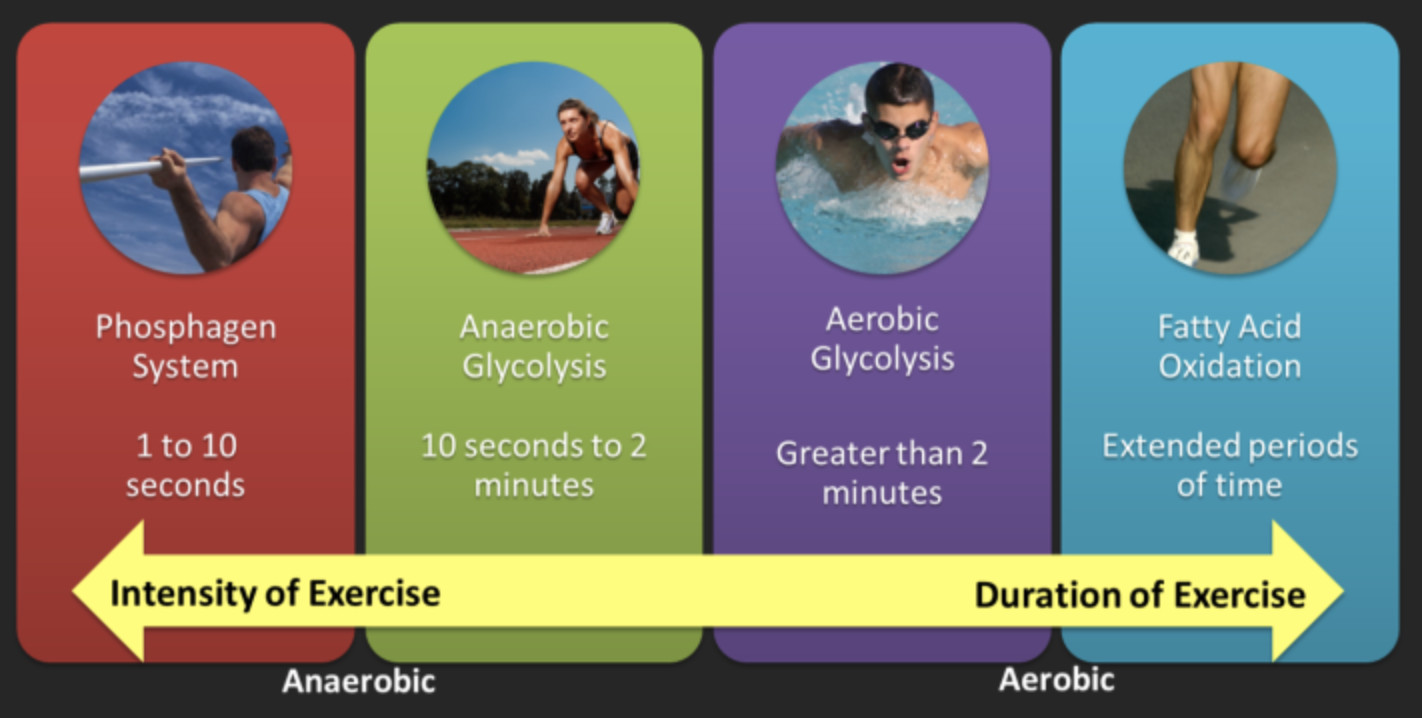 Phosphagen
System
1 to 10
seconds
Anaerobic
Glycolysis
10 seconds to 2
minutes
Aerobic
Glycolysis
Greater than 2
minutes
Fatty Acid
Oxidation
Extended periods
of time
Intensity of Exercise
Duration of Exercise
Anaerobic
Aerobic